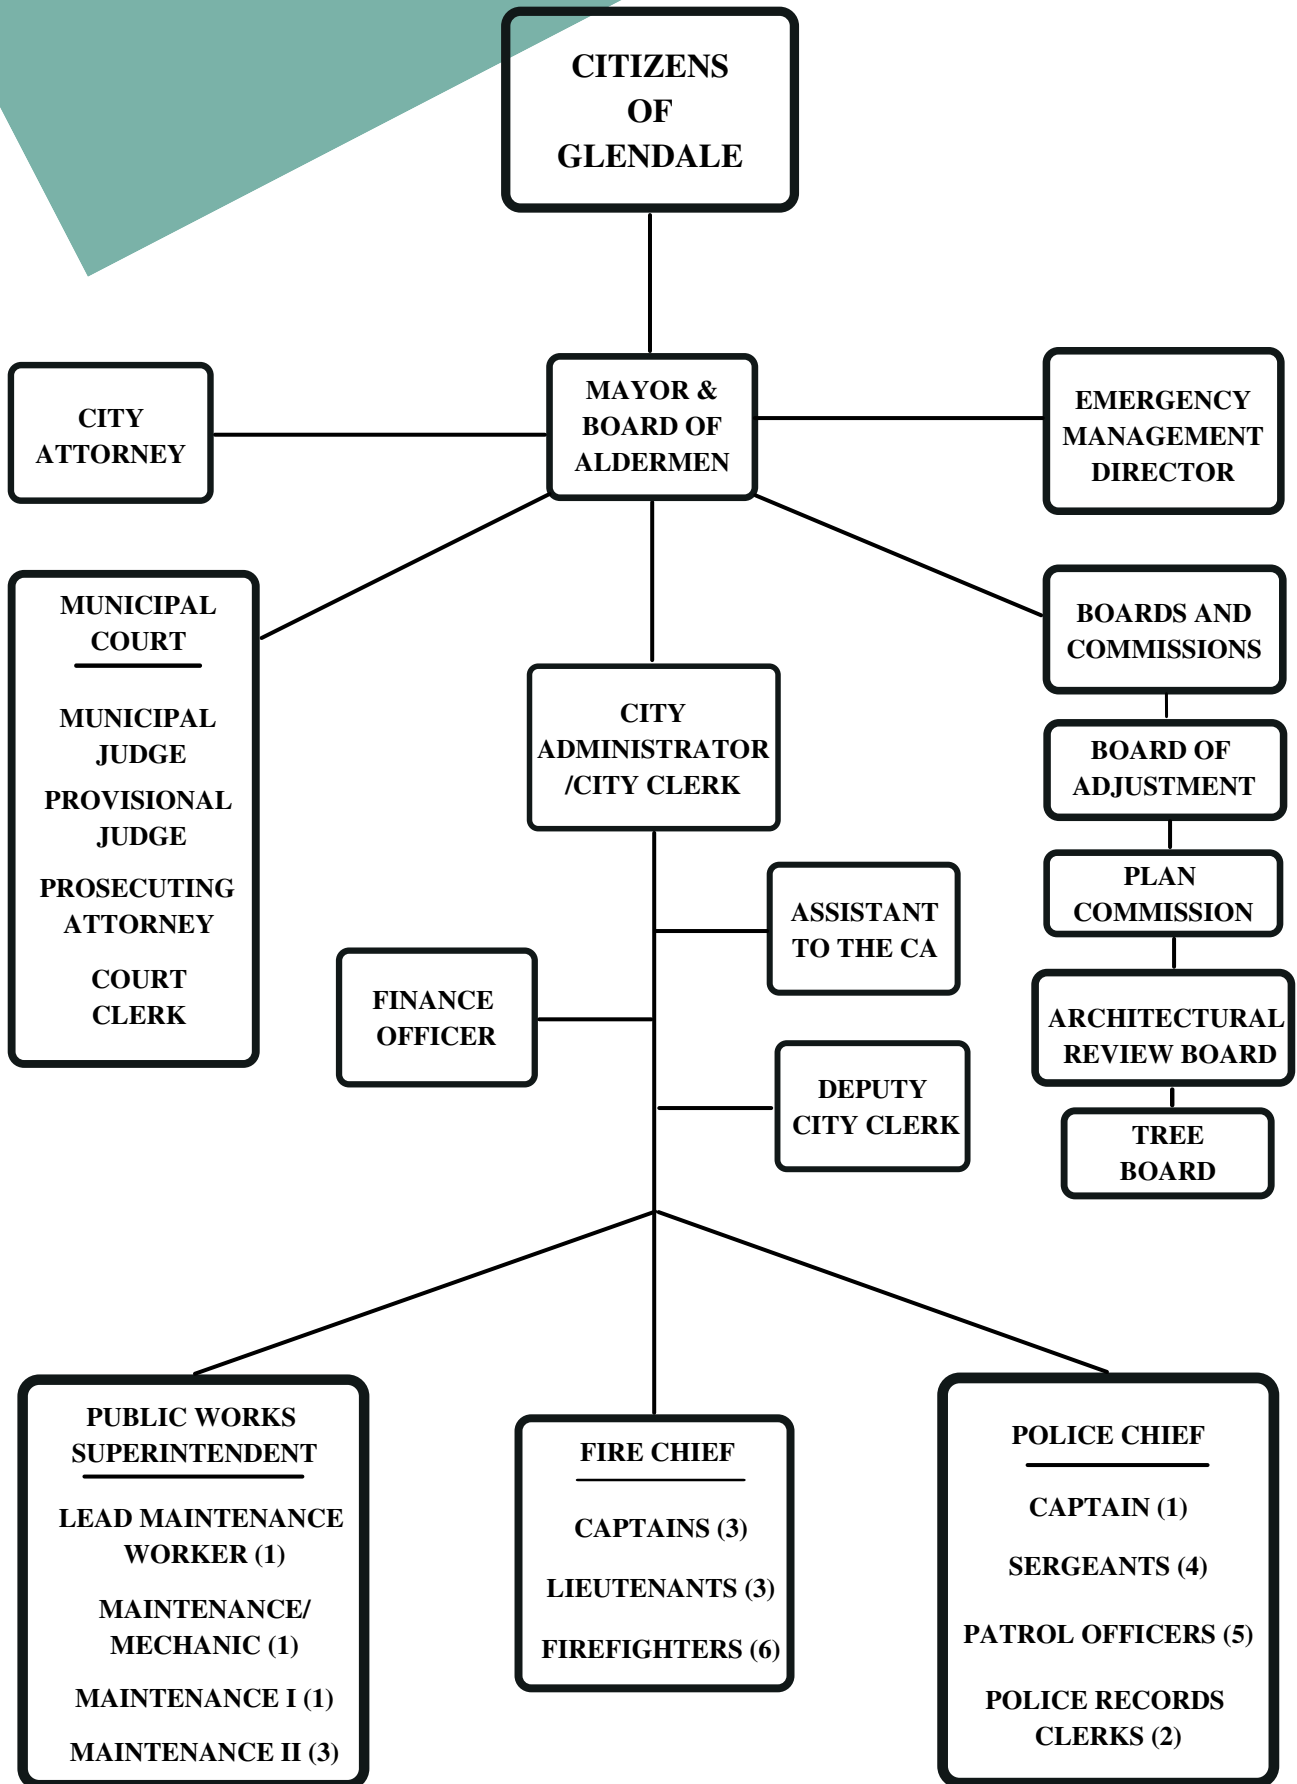 CITIZENS
OF
GLENDALE
CITY
ATTORNEY
MAYOR &
BOARD OF
ALDERMEN
EMERGENCY
MANAGEMENT
DIRECTOR
MUNICIPAL
COURT
MUNICIPAL
JUDGE
PROVISIONAL
JUDGE
PROSECUTING
ATTORNEY
COURT
CLERK
CITY
ADMINISTRATOR
/CITY CLERK
BOARDS AND
COMMISSIONS
BOARD OF
ADJUSTMENT
PLAN
COMMISSION
ARCHITECTURAL
REVIEW BOARD
TREE
BOARD
ASSISTANT
TO THE CA
FINANCE
OFFICER
DEPUTY
CITY CLERK
PUBLIC WORKS
SUPERINTENDENT
LEAD MAINTENANCE
WORKER (1)
MAINTENANCE/
MECHANIC (1)
MAINTENANCE I (1)
MAINTENANCE II (3)
FIRE CHIEF
CAPTAINS (3)
LIEUTENANTS (3)
FIREFIGHTERS (6)
POLICE CHIEF
CAPTAIN (1)
SERGEANTS (4)
PATROL OFFICERS (5)
POLICE RECORDS
CLERKS (2)